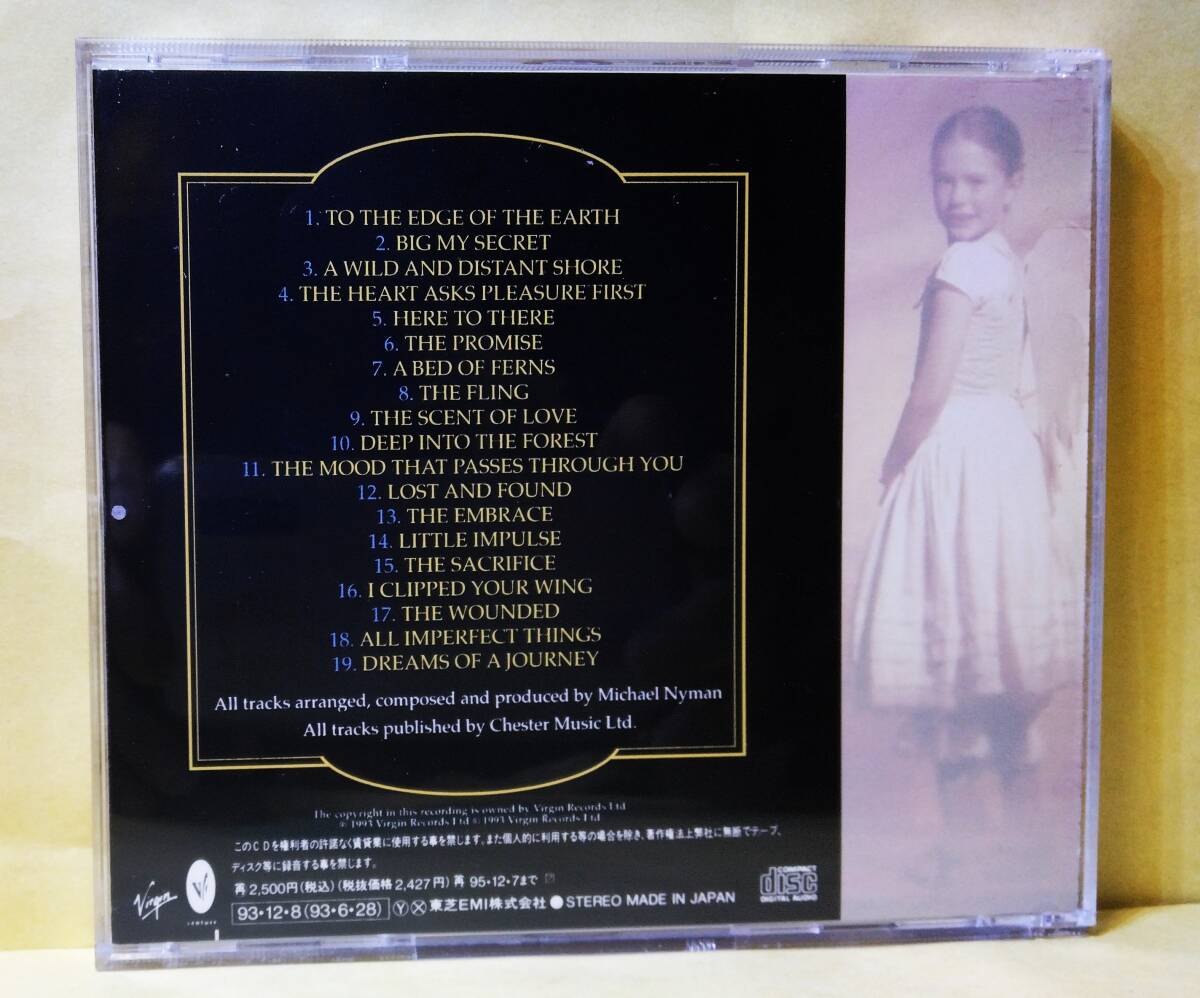 1. TO THE EDGE OF THE EARTH
2. BIG MY SECRET
3. A WILD AND DISTANT SHORE
4. THE HEART ASKS PLEASURE FIRST
5. HERE TO THERE
6. THE PROMISE
7. A BED OF FERNS
8. THE FLING
9. THE SCENT OF LOVE
10. DEEP INTO THE FOREST
11. THE MOOD THAT PASSES THROUGH YOU
12. LOST AND FOUND
13. THE EMBRACE
14. LITTLE IMPULSE
15. THE SACRIFICE
16. I CLIPPED YOUR WING
17. THE WOUNDED
18. ALL IMPERFECT THINGS
19. DREAMS OF A JOURNEY
All tracks arranged, composed and produced by Michael Nyman
All tracks published by Chester Music Ltd.
The copyright in this recording is owned by Virgin Records Ltd
℗ 1993 Virgin Records Ltd © 1993 Virgin Records Ltd
このCDを権利者の許諾なく賃貸業に使用する事を禁じます。また個人的に利用する等の場合を除き、著作権法上弊社に無断でテープ、
ディスク等に録音する事を禁じます。
再 2,500円(税込)(税抜価格 2,427円)再 95・12・7まで
93・12・8(93・6・28) Ⓨ 東芝EMI株式会社 ● STEREO MADE IN JAPAN
Virgin
COMPACT
disc
DIGITAL AUDIO